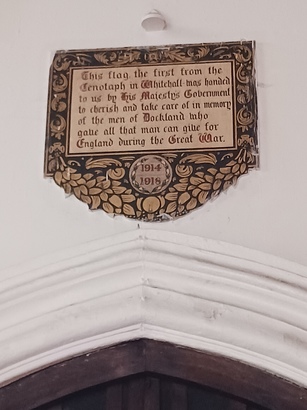 This flag the first from the
Cenotaph in Whitehall was handed
to us by His Majestys Government
to cherish and take care of in memory
of the men of Dockland who
gave all that man can give for
England during the Great War.
1914
1918